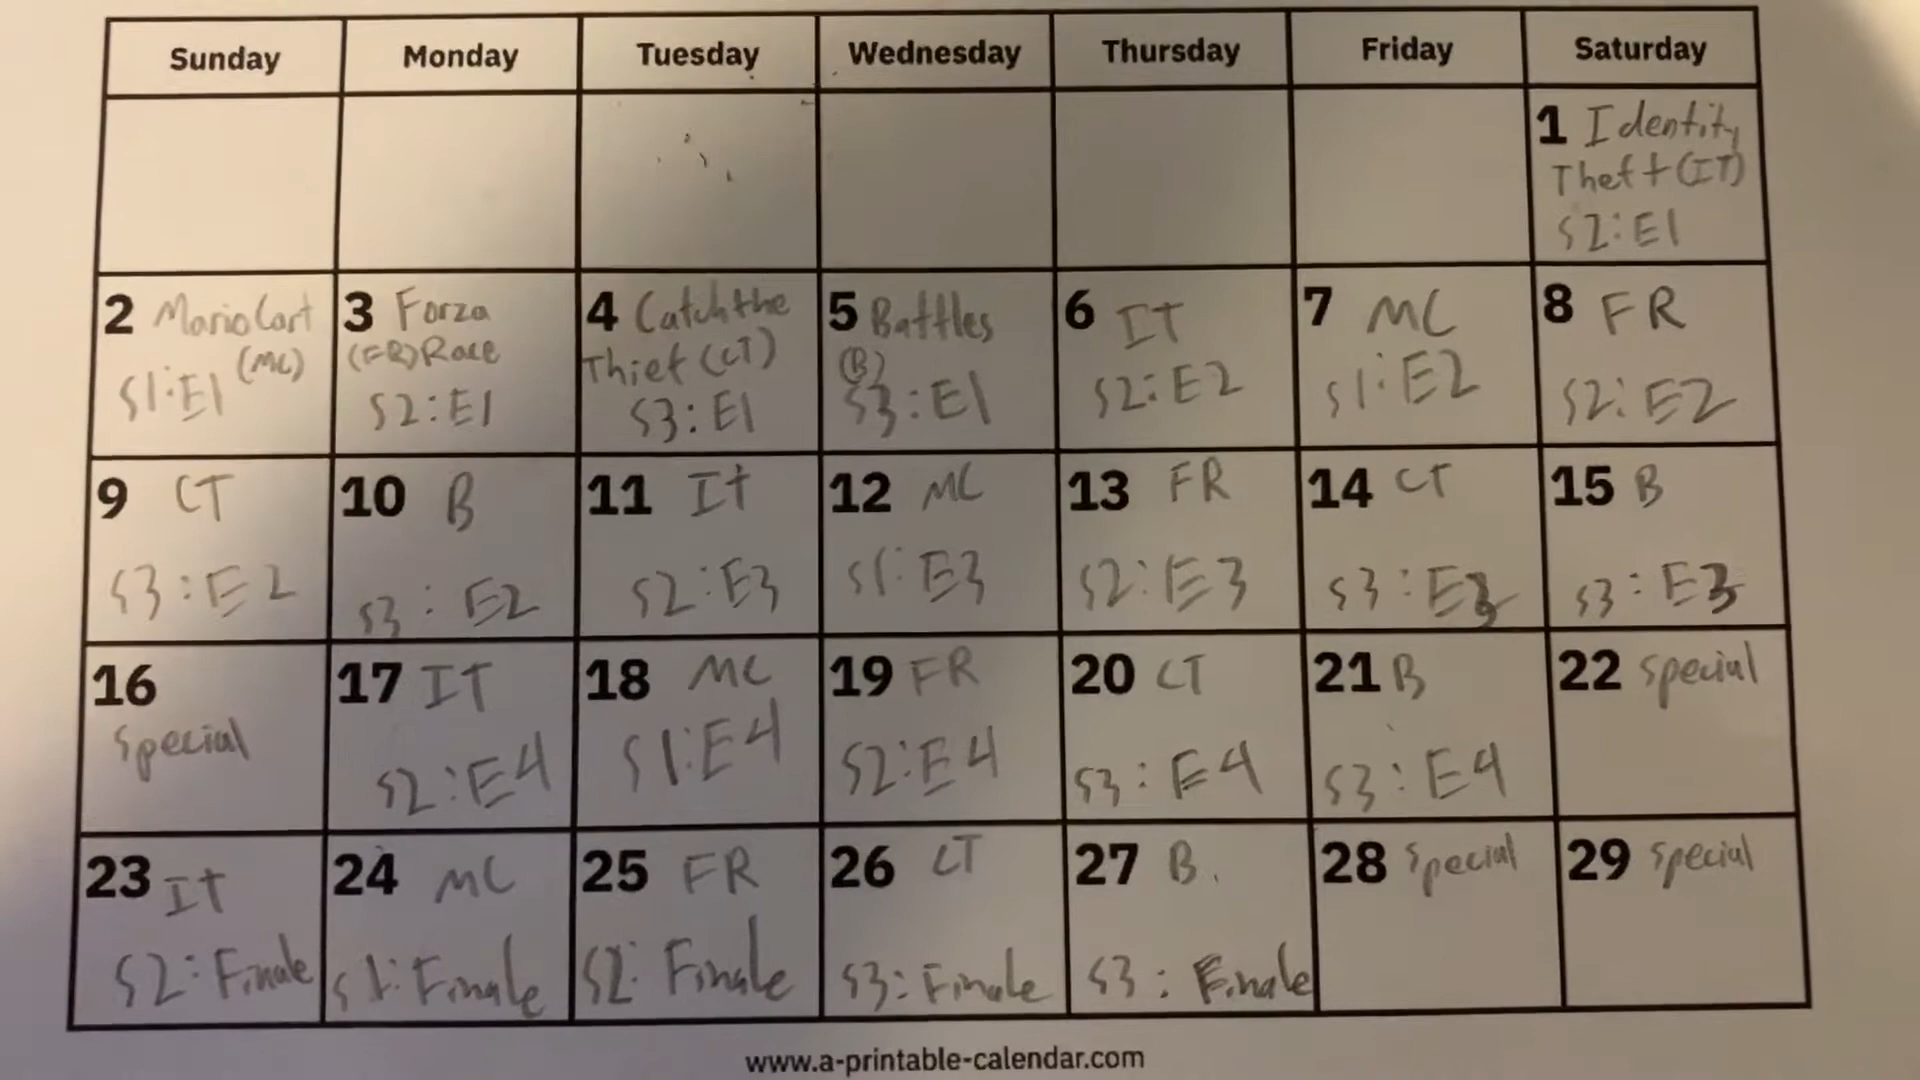 Sunday Monday Tuesday Wednesday Thursday Friday Saturday
1 Identity
Theft (IT)
S2:E1
2 Mario Cart
(MC)
S1:E1
3 Forza
(FR) Race
S2:E1
4 Catch the
Thief (CT)
S3:E1
5 Battles
(B)
S3:E1
6 IT
S2:E2
7 MC
S1:E2
8 FR
S2:E2
9 CT
S3:E2
10 B
S3:E2
11 It
S2:E3
12 MC
S1:E3
13 FR
S2:E3
14 CT
S3:E3
15 B
S3:E3
16
Special
17 IT
S2:E4
18 MC
S1:E4
19 FR
S2:E4
20 CT
S3:E4
21 B
S3:E4
22 Special
23 It
S2:Finale
24 MC
S1:Finale
25 FR
S2:Finale
26 CT
S3:Finale
27 B.
S3:Finale
28 Special
29 Special
www.a-printable-calendar.com